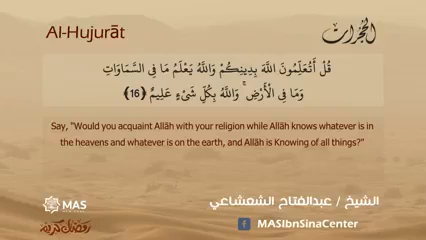 Al-Hujurāt
الحجرات
قُلْ أَتُعَلِّمُونَ اللَّهَ بِدِينِكُمْ وَاللَّهُ يَعْلَمُ مَا فِي السَّمَاوَاتِ
وَمَا فِي الْأَرْضِ ۚ وَاللَّهُ بِكُلِّ شَيْءٍ عَلِيمٌ ﴿16﴾
Say, "Would you acquaint Allāh with your religion while Allāh knows whatever is in
the heavens and whatever is on the earth, and Allāh is Knowing of all things?"
الشيخ / عبدالفتاح الشعشاعي
MAS
MASIbnSinaCenter
رمضان كريم